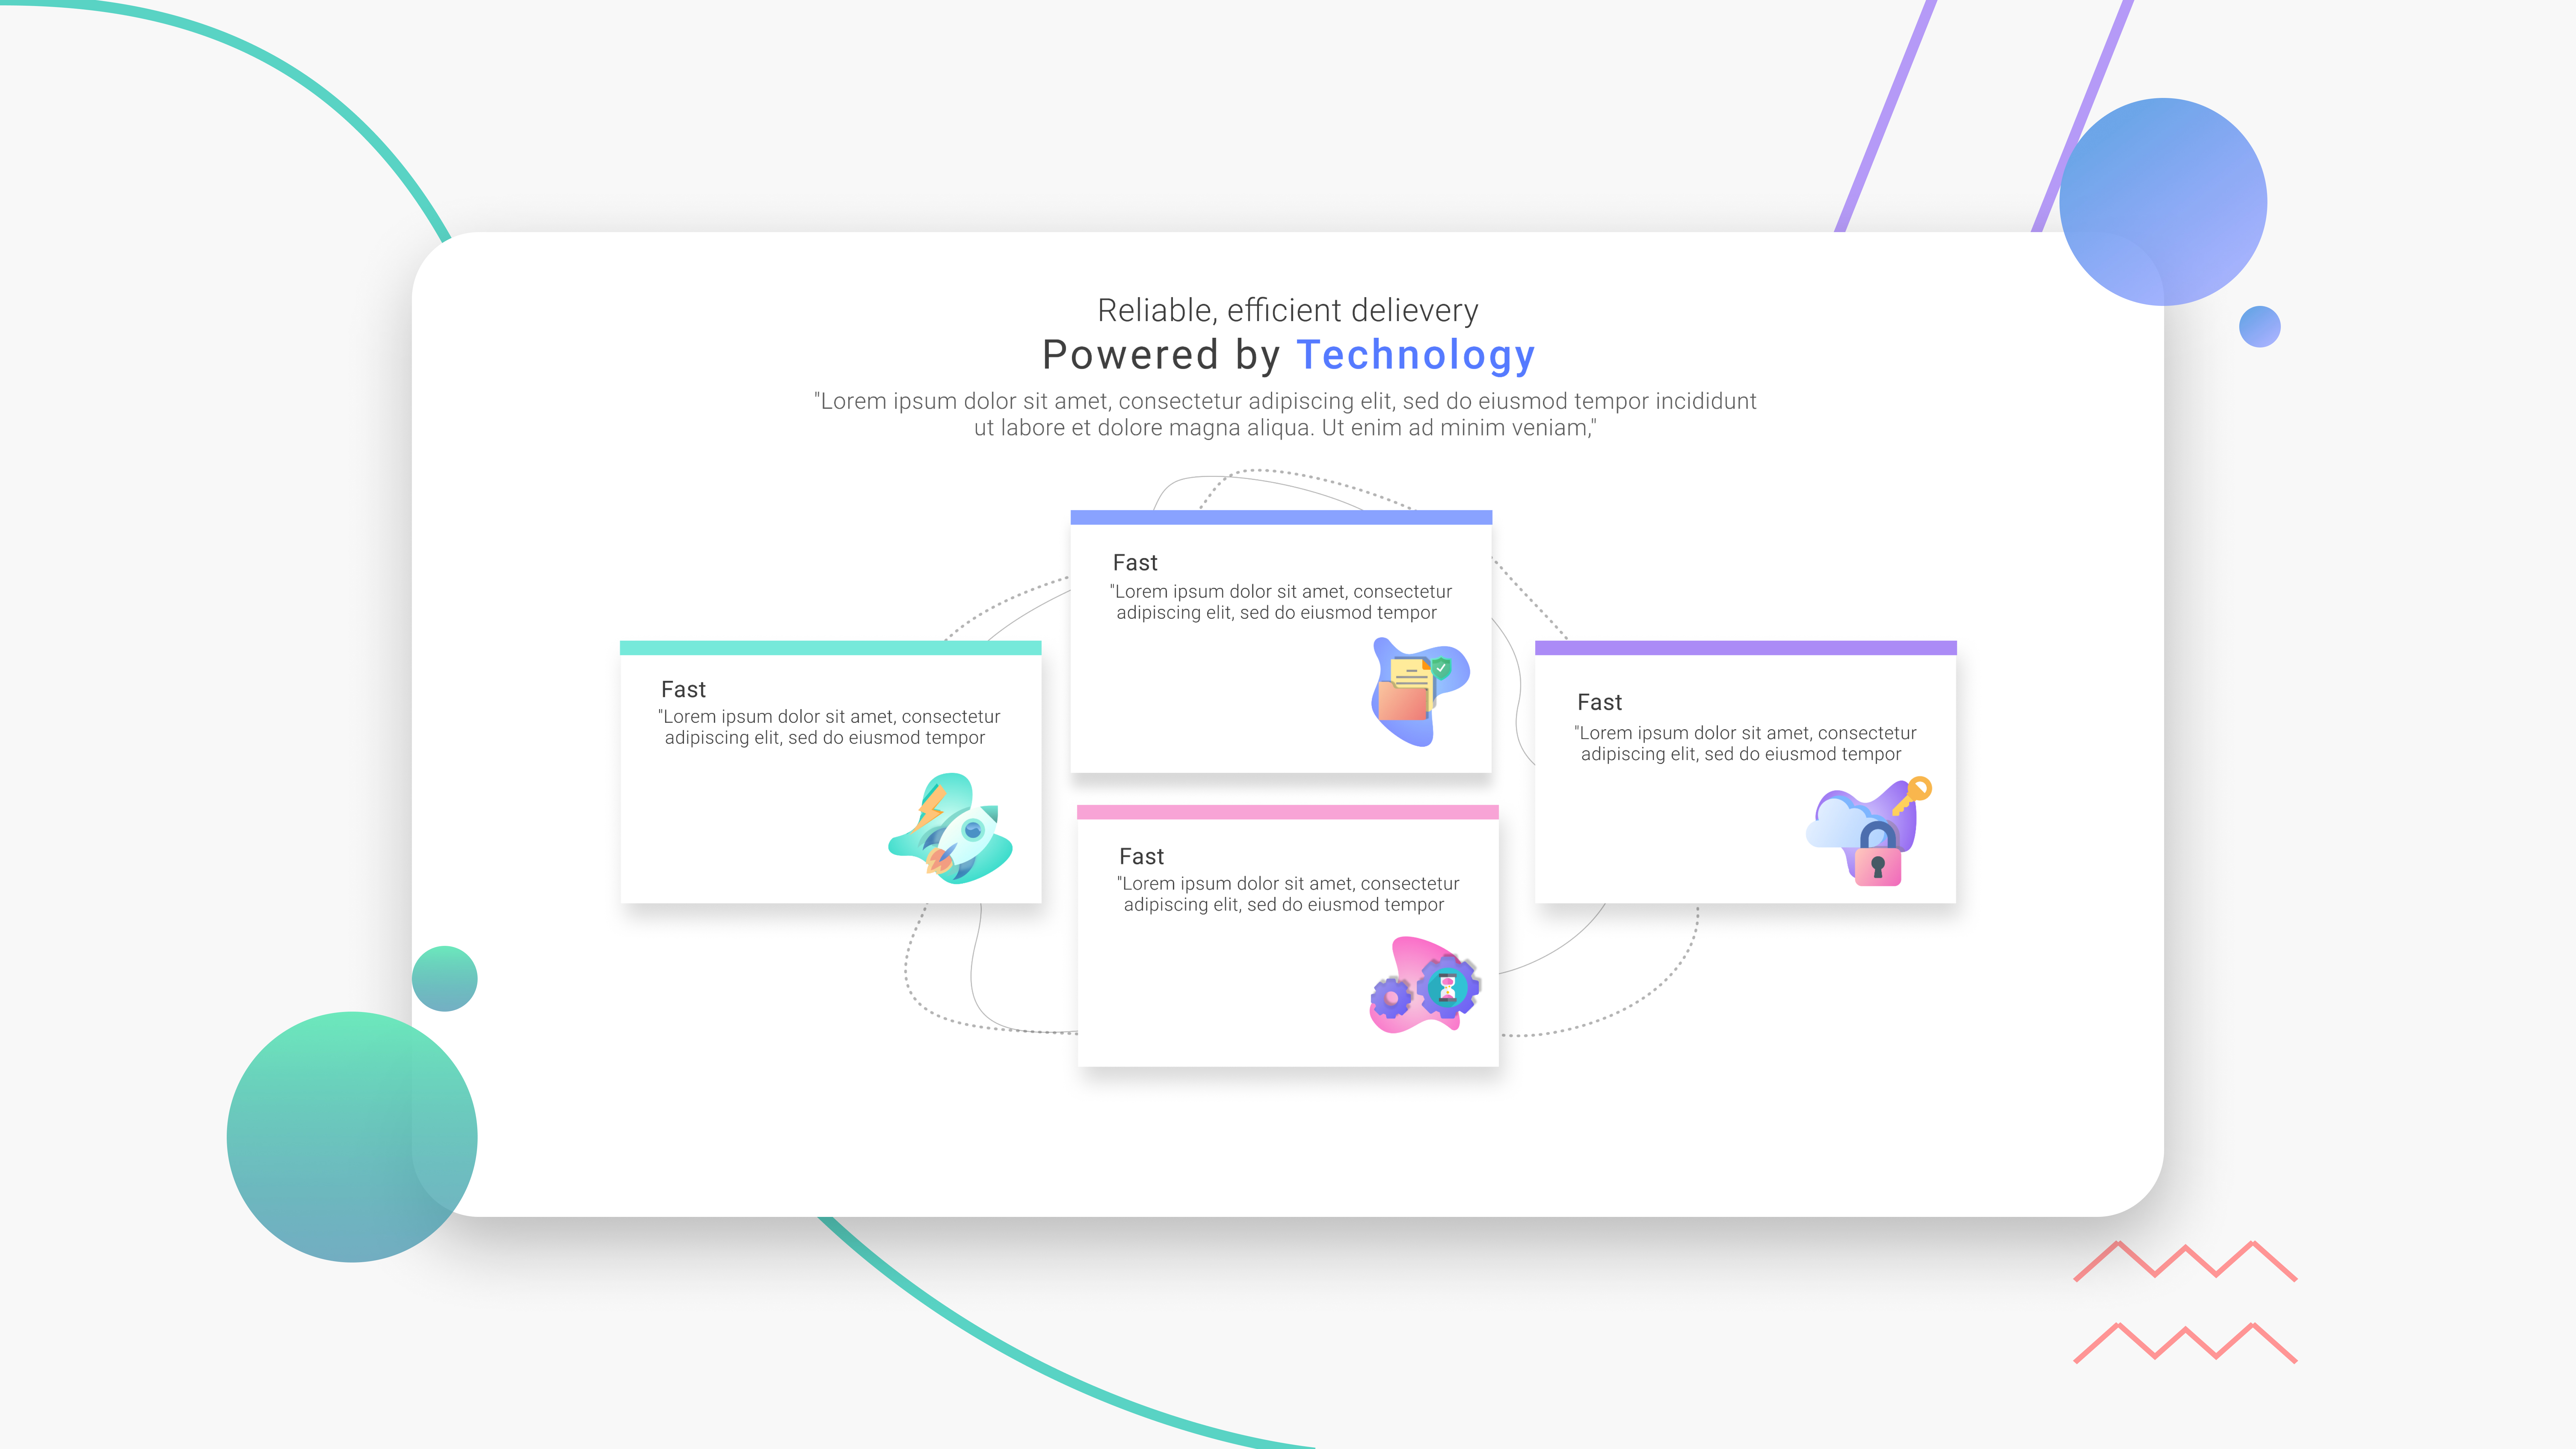 Reliable, efficient delievery
Powered by Technology
"Lorem ipsum dolor sit amet, consectetur adipiscing elit, sed do eiusmod tempor incididunt
ut labore et dolore magna aliqua. Ut enim ad minim veniam,"
Fast
"Lorem ipsum dolor sit amet, consectetur
adipiscing elit, sed do eiusmod tempor
Fast
"Lorem ipsum dolor sit amet, consectetur
adipiscing elit, sed do eiusmod tempor
Fast
"Lorem ipsum dolor sit amet, consectetur
adipiscing elit, sed do eiusmod tempor
Fast
"Lorem ipsum dolor sit amet, consectetur
adipiscing elit, sed do eiusmod tempor